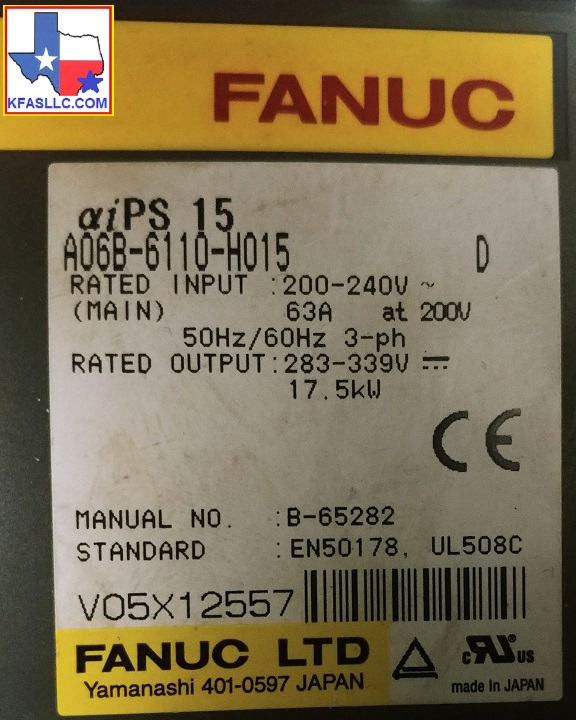 KFASLLC.COM
FANUC
αiPS 15
A06B-6110-H015 D
RATED INPUT :200-240V ~
(MAIN) 63A at 200V
50Hz/60Hz 3-ph
RATED OUTPUT:283-339V ⎓
17.5kW
CE
MANUAL NO. :B-65282
STANDARD :EN50178, UL508C
V05X12557
FANUC LTD
Yamanashi 401-0597 JAPAN
c RU US
made in JAPAN